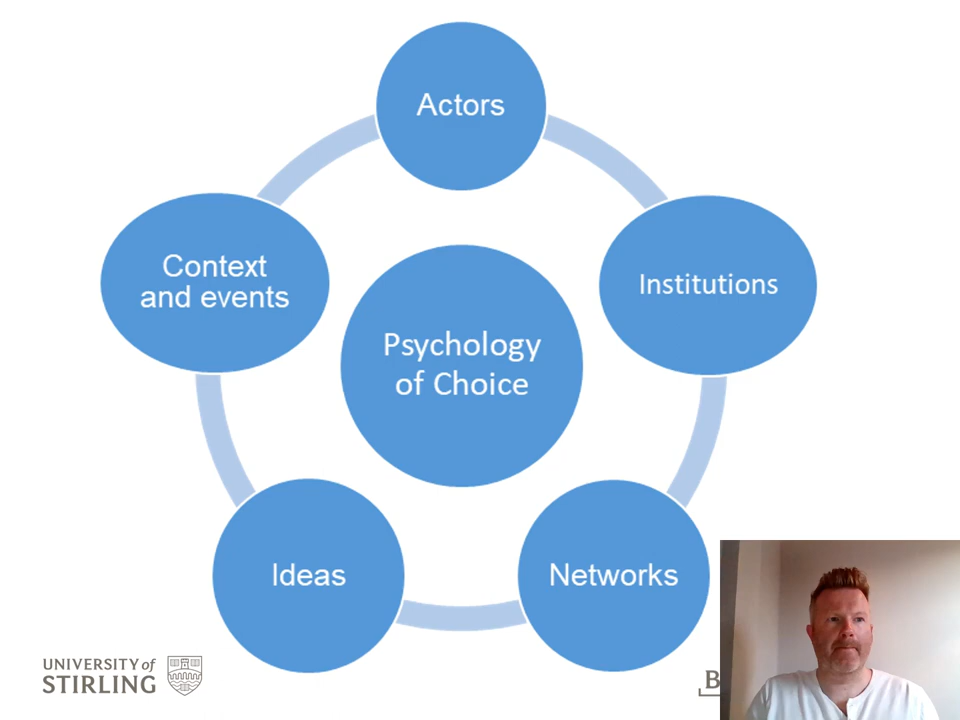 Actors
Context
and events
Institutions
Psychology
of Choice
Ideas
Networks
UNIVERSITY of
STIRLING